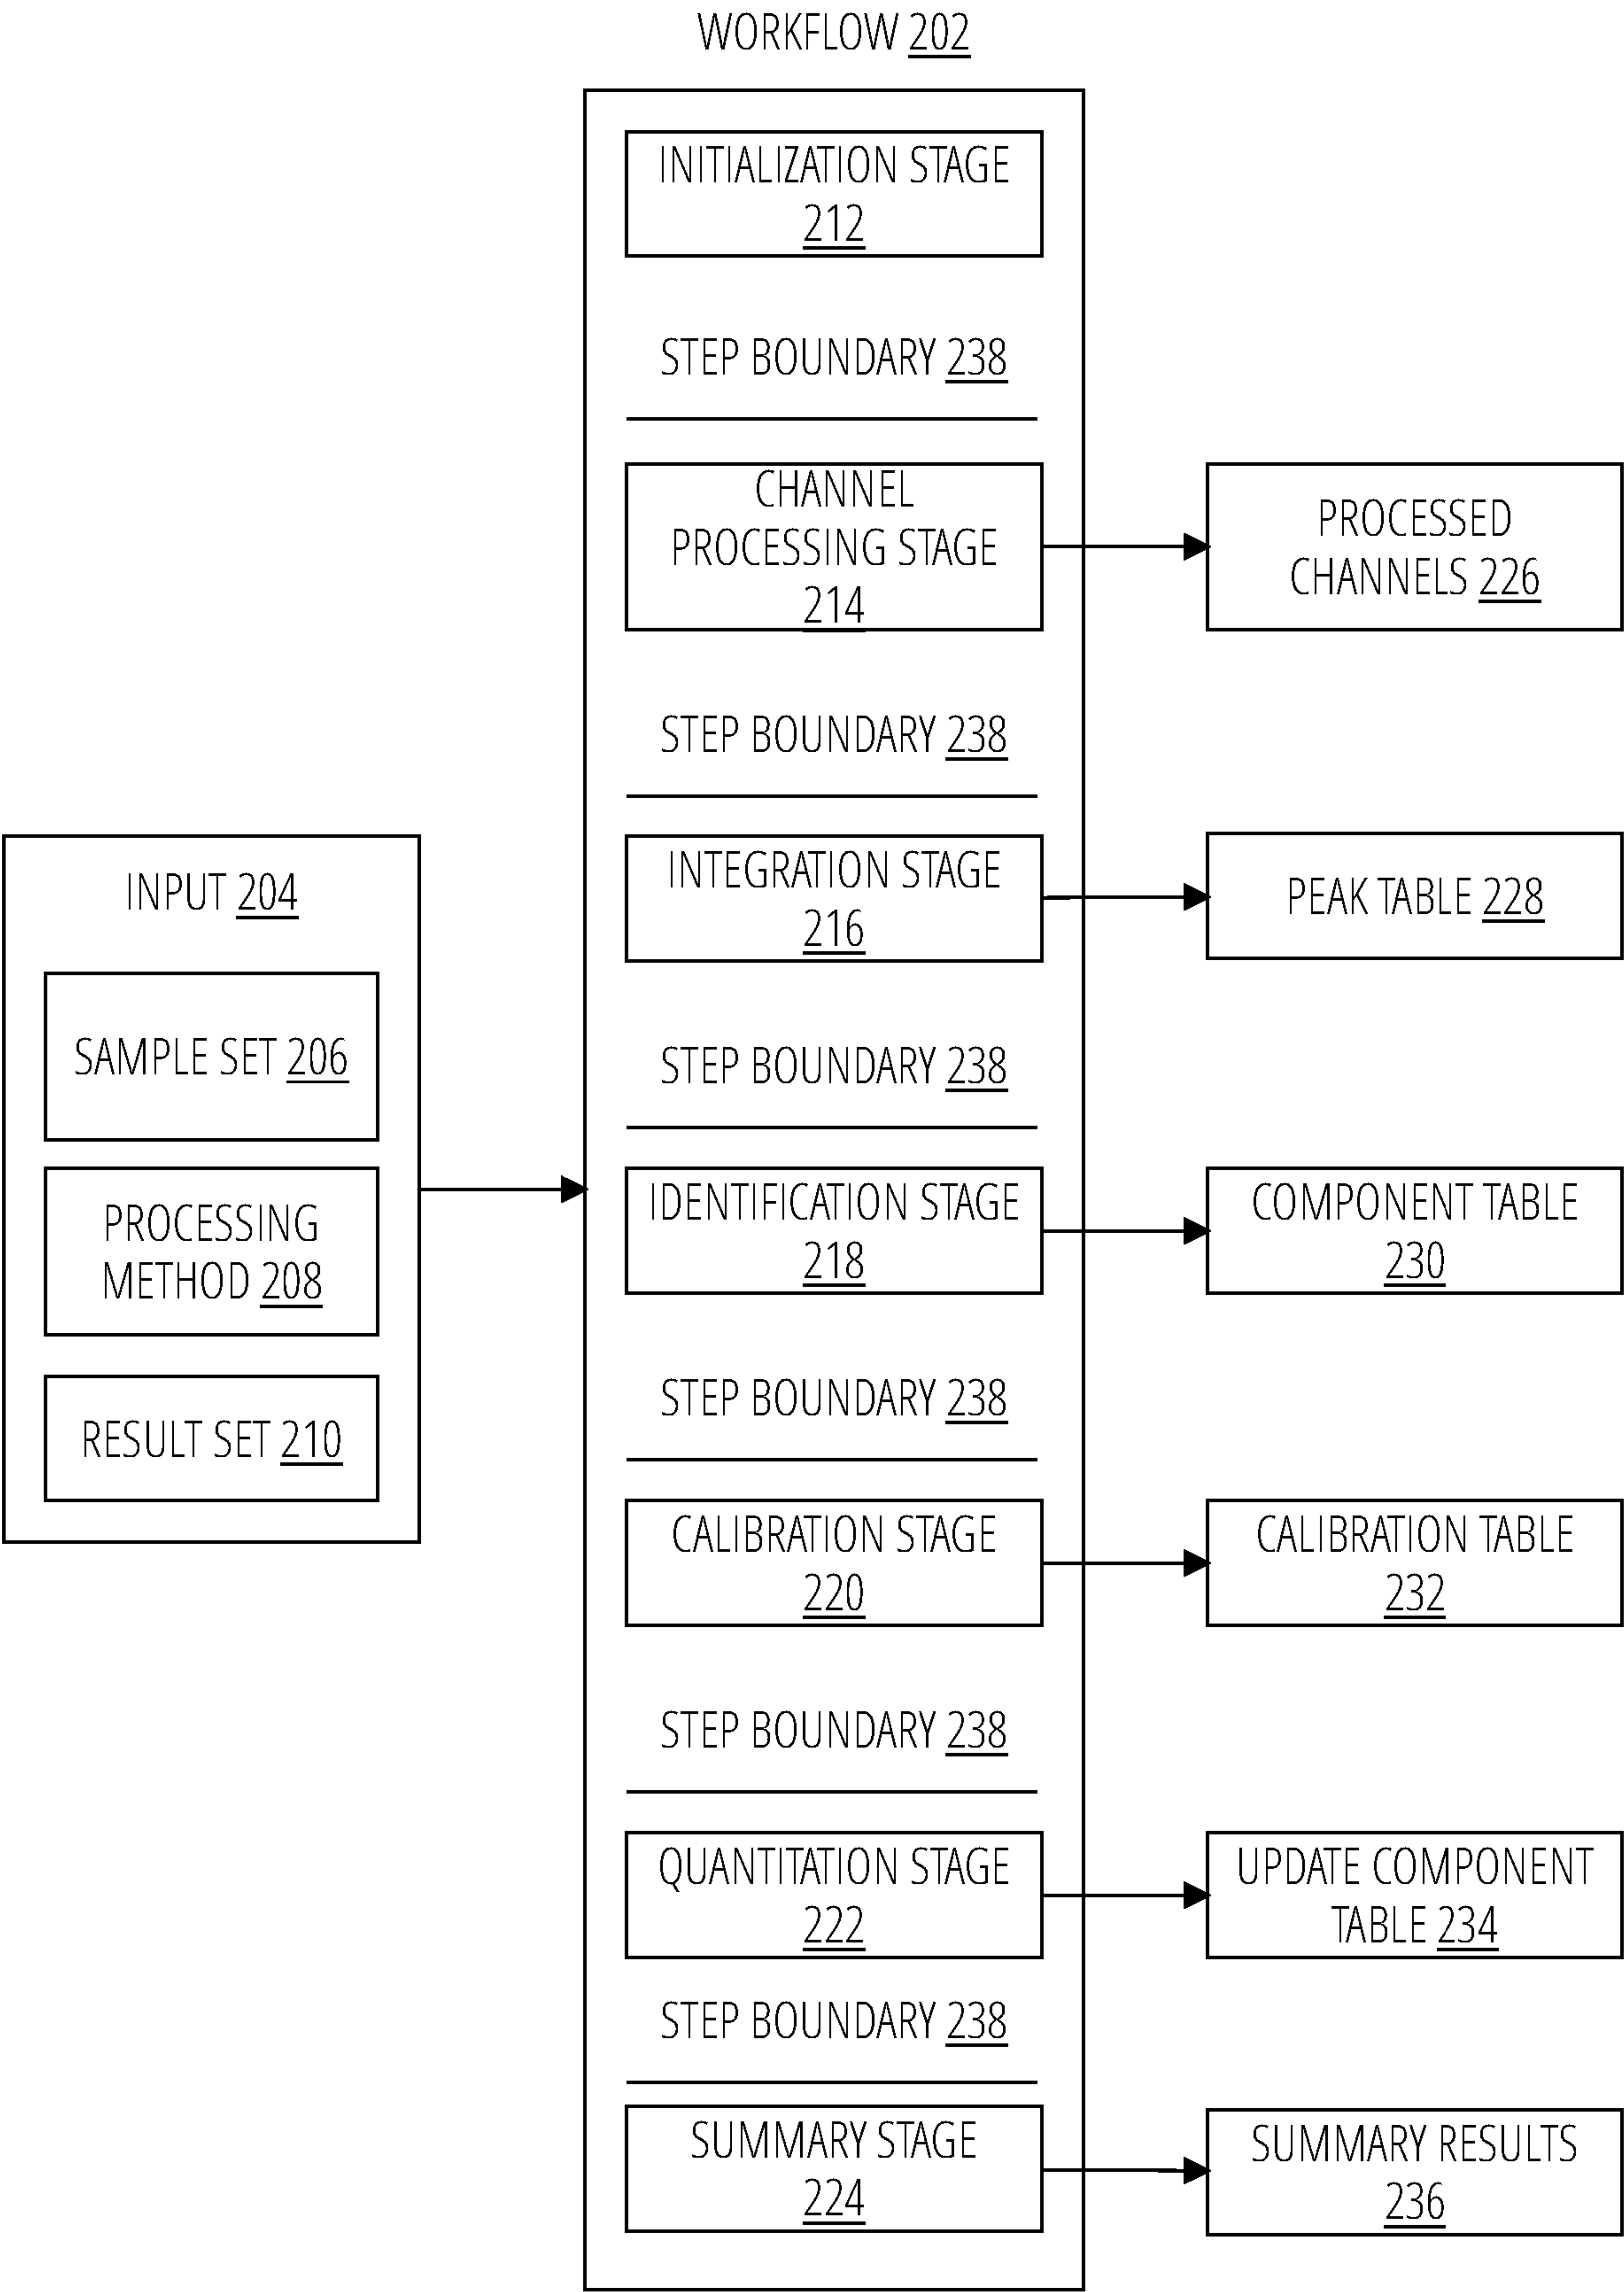 WORKFLOW 202
INITIALIZATION STAGE
212
STEP BOUNDARY 238
CHANNEL
PROCESSING STAGE
214
PROCESSED
CHANNELS 226
STEP BOUNDARY 238
INPUT 204
SAMPLE SET 206
PROCESSING
METHOD 208
RESULT SET 210
INTEGRATION STAGE
216
PEAK TABLE 228
STEP BOUNDARY 238
IDENTIFICATION STAGE
218
COMPONENT TABLE
230
STEP BOUNDARY 238
CALIBRATION STAGE
220
CALIBRATION TABLE
232
STEP BOUNDARY 238
QUANTITATION STAGE
222
UPDATE COMPONENT
TABLE 234
STEP BOUNDARY 238
SUMMARY STAGE
224
SUMMARY RESULTS
236